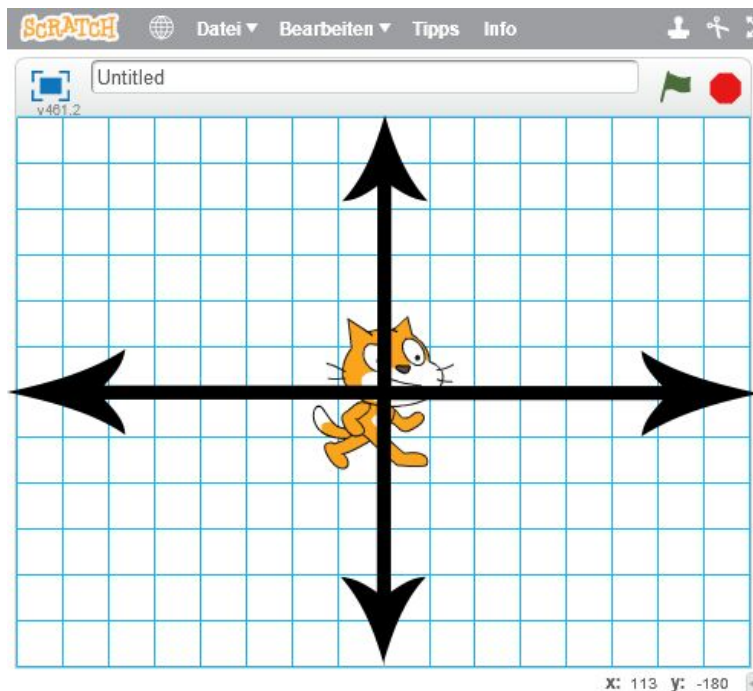 SCRATCH Datei Bearbeiten Tipps Info
Untitled
v461.2
x: 113 y: -180